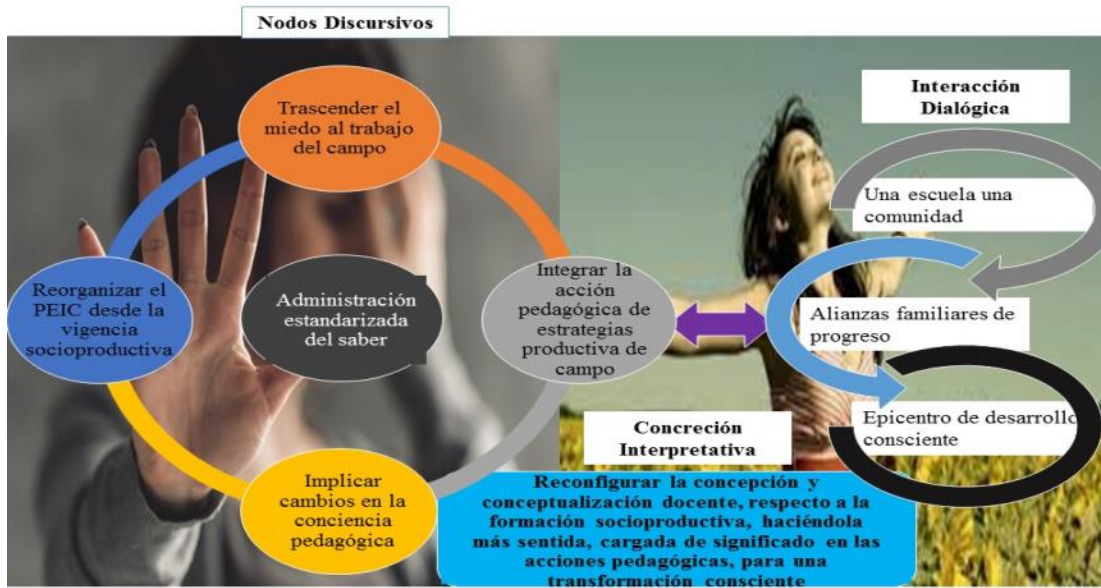 Nodos Discursivos
Trascender el
miedo al trabajo
del campo
Reorganizar el
PEIC desde la
vigencia
socioproductiva
Administración
estandarizada
del saber
Integrar la
acción
pedagógica de
estrategias
productiva de
campo
Implicar
cambios en la
conciencia
pedagógica
Interacción
Dialógica
Una escuela una
comunidad
Alianzas familiares de
progreso
Epicentro de desarrollo
consciente
Concreción
Interpretativa
Reconfigurar la concepción y
conceptualización docente, respecto a la
formación socioproductiva, haciéndola
más sentida, cargada de significado en las
acciones pedagógicas, para una
transformación consciente